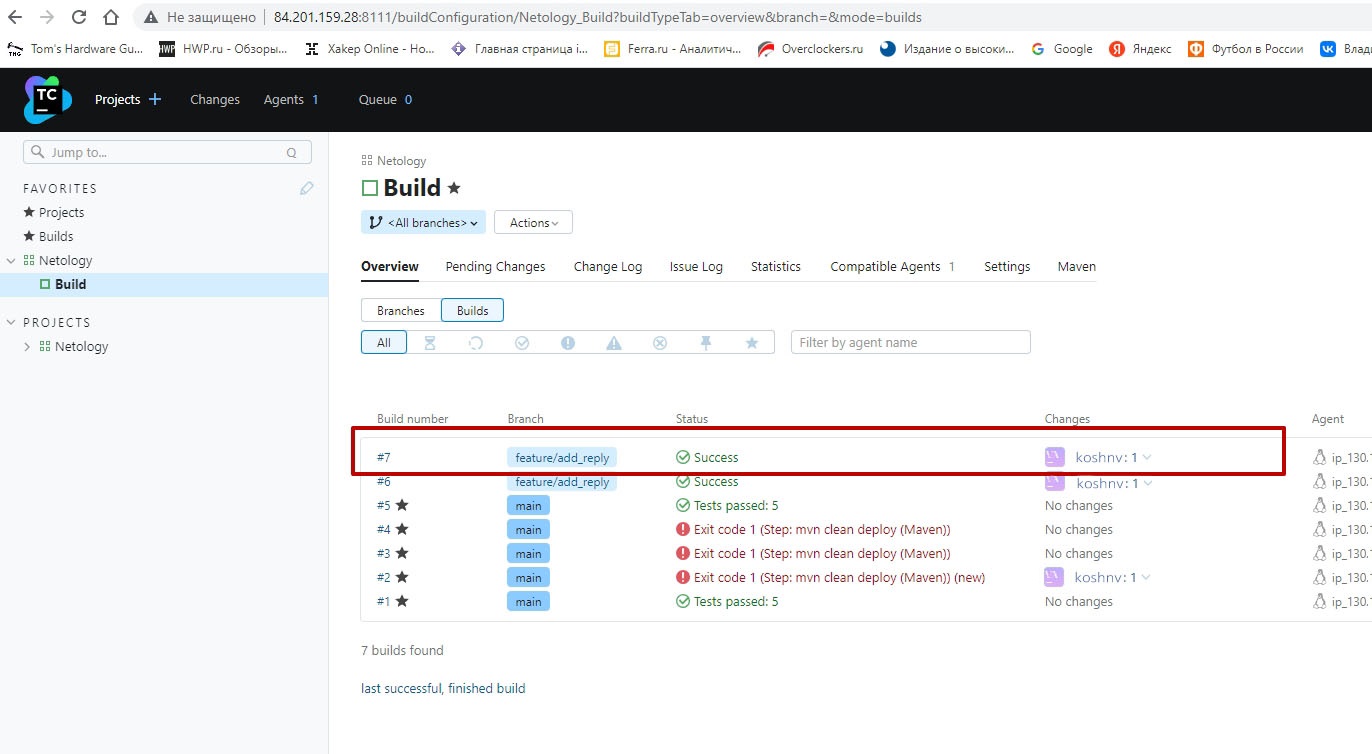 Не защищено 84.201.159.28:8111/buildConfiguration/Netology_Build?buildTypeTab=overview&branch=&mode=builds
Tom's Hardware Gu... HWP.ru - Обзоры... Хакер Online - Но... Главная страница i... Ferra.ru - Аналитич... Overclockers.ru Издание о высоки... Google Яндекс Футбол в России Влад
TC Projects Changes Agents 1 Queue 0
Jump to... Q
FAVORITES
Projects
Builds
Netology
Build
PROJECTS
Netology
Netology
Build
<All branches> Actions
Overview Pending Changes Change Log Issue Log Statistics Compatible Agents 1 Settings Maven
Branches Builds
All Filter by agent name
Build number Branch Status Changes Agent
#7 feature/add_reply Success koshnv: 1 ip_130.
#6 feature/add_reply Success koshnv: 1 ip_130.
#5 main Tests passed: 5 No changes ip_130.
#4 main Exit code 1 (Step: mvn clean deploy (Maven)) No changes ip_130.
#3 main Exit code 1 (Step: mvn clean deploy (Maven)) No changes ip_130.
#2 main Exit code 1 (Step: mvn clean deploy (Maven)) (new) koshnv: 1 ip_130.
#1 main Tests passed: 5 No changes ip_130.
7 builds found
last successful, finished build